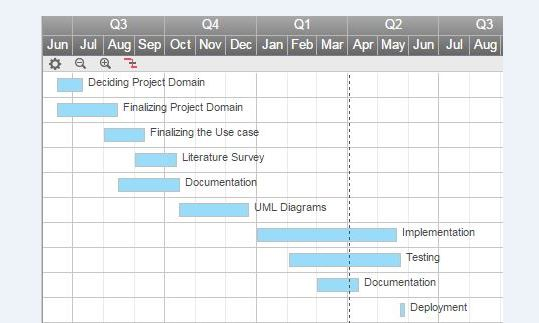 Q3 Q4 Q1 Q2 Q3
Jun Jul Aug Sep Oct Nov Dec Jan Feb Mar Apr May Jun Jul Aug
Deciding Project Domain
Finalizing Project Domain
Finalizing the Use case
Literature Survey
Documentation
UML Diagrams
Implementation
Testing
Documentation
Deployment